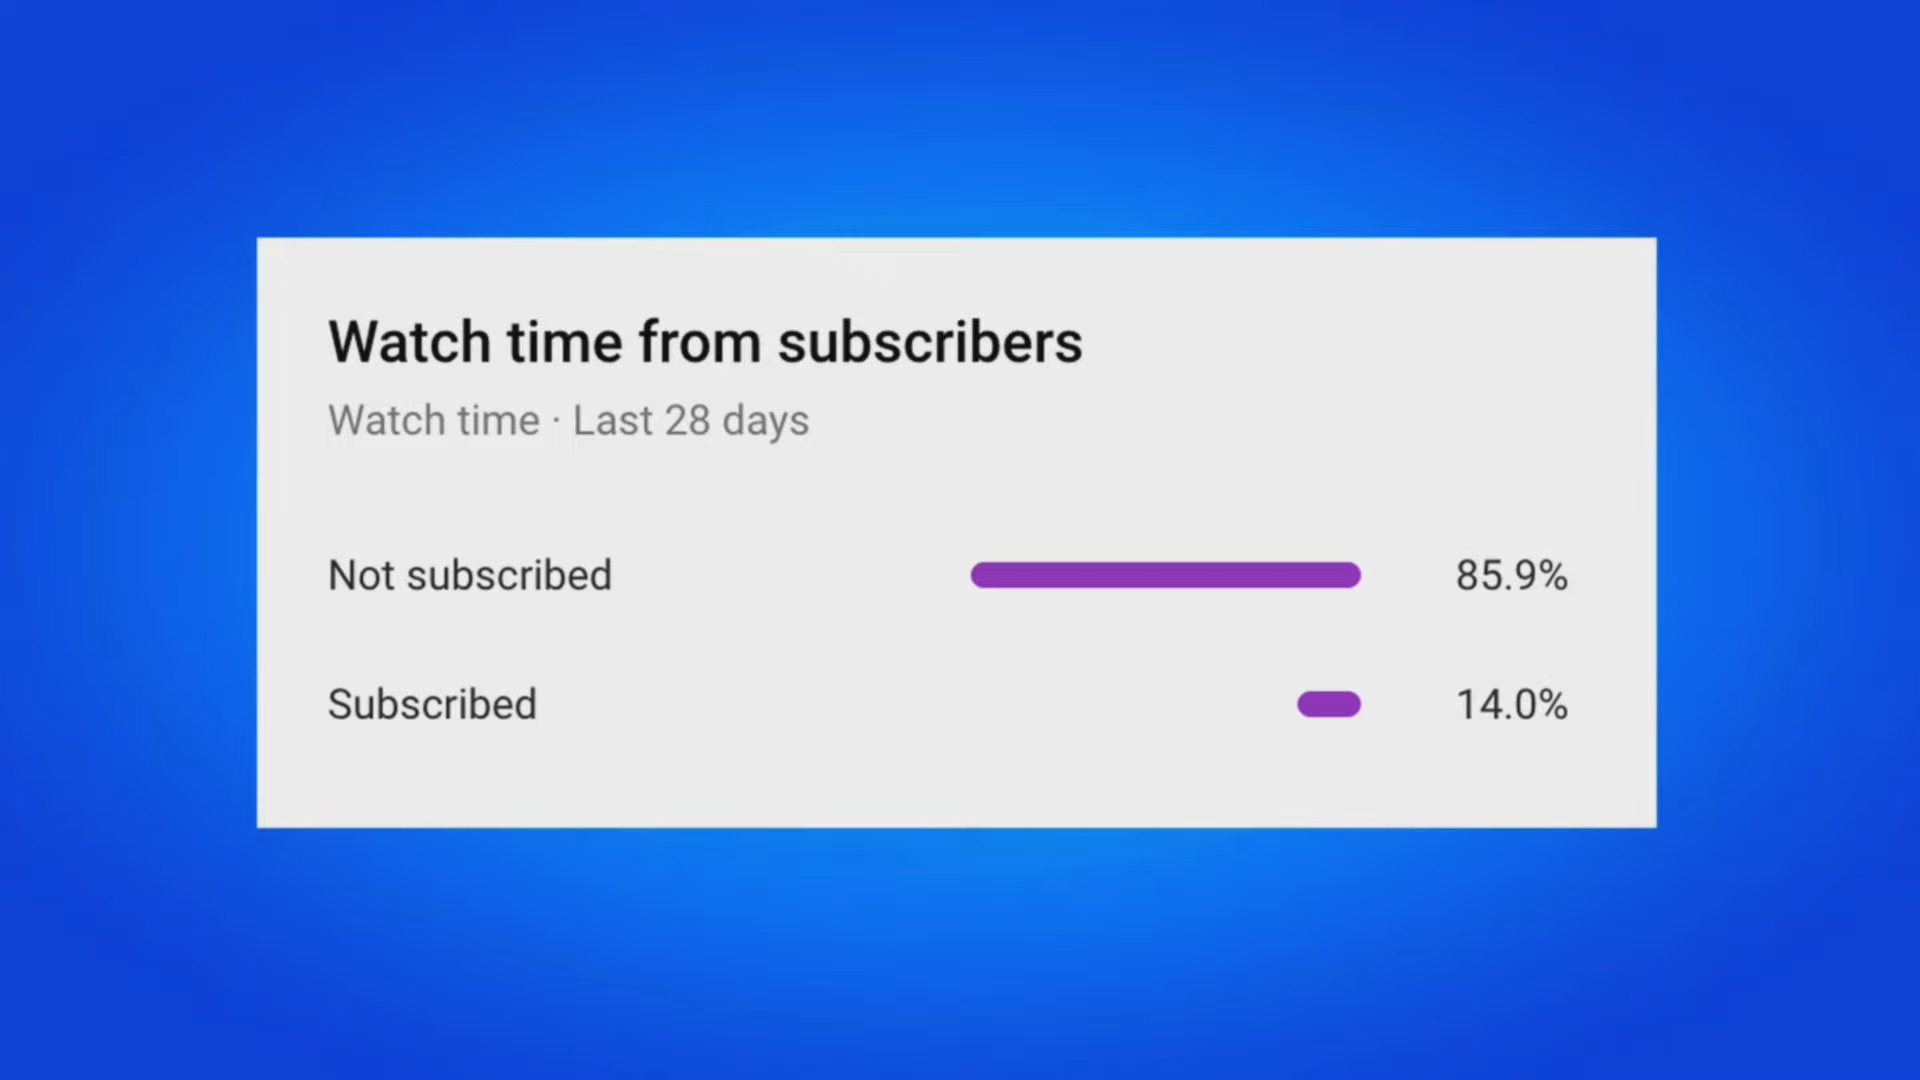 Watch time from subscribers
Watch time · Last 28 days
Not subscribed 85.9%
Subscribed 14.0%